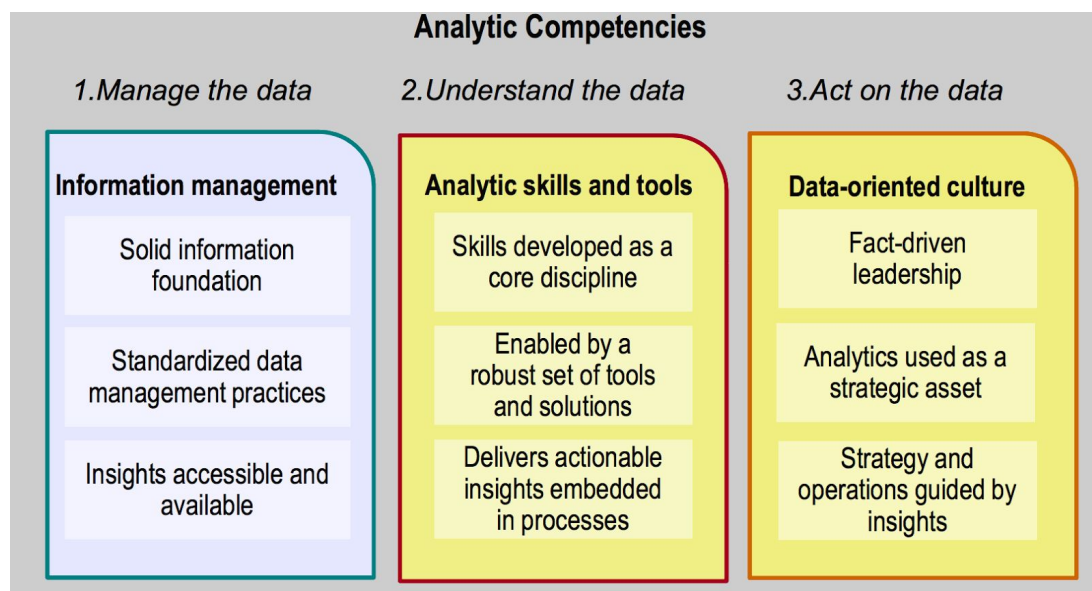 Analytic Competencies
1.Manage the data
2.Understand the data
3.Act on the data
Information management
Solid information
foundation
Standardized data
management practices
Insights accessible and
available
Analytic skills and tools
Skills developed as a
core discipline
Enabled by a
robust set of tools
and solutions
Delivers actionable
insights embedded
in processes
Data-oriented culture
Fact-driven
leadership
Analytics used as a
strategic asset
Strategy and
operations guided by
insights